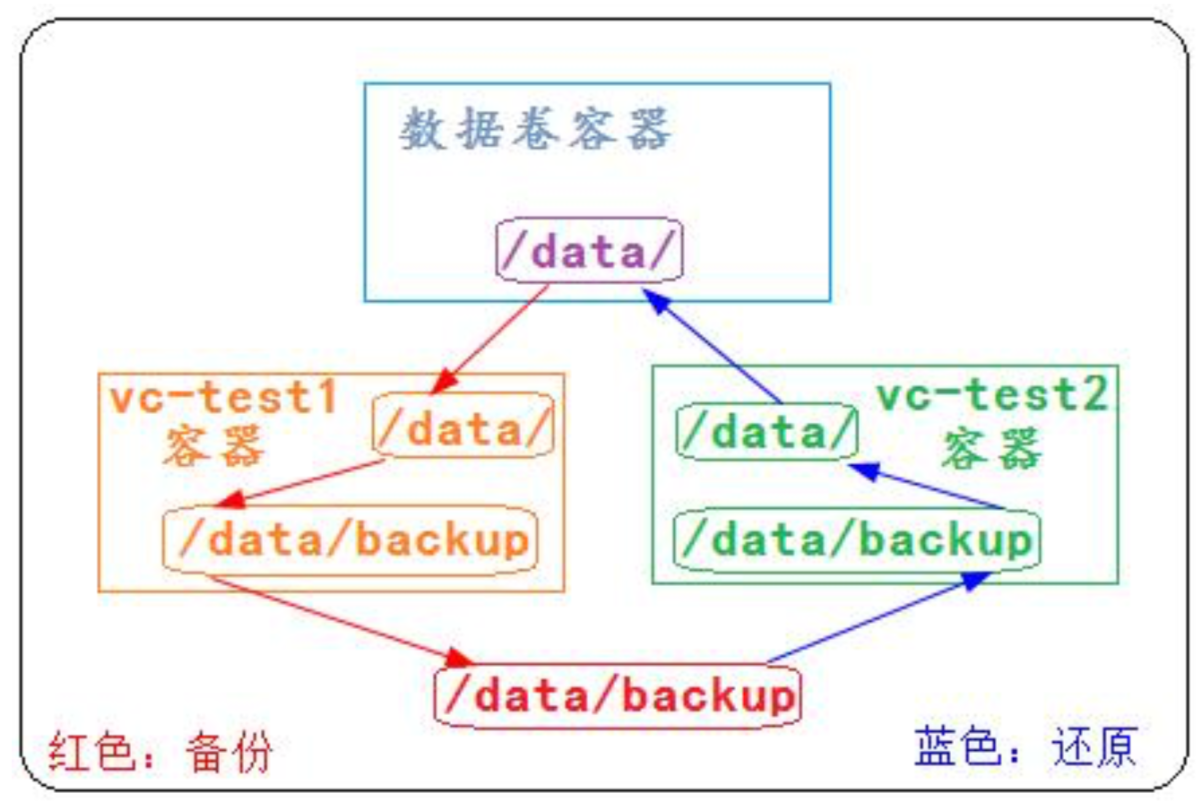 数据卷容器
/data/
vc-test1
容器
/data/
/data/backup
/data/
vc-test2
容器
/data/backup
/data/backup
红色：备份
蓝色：还原